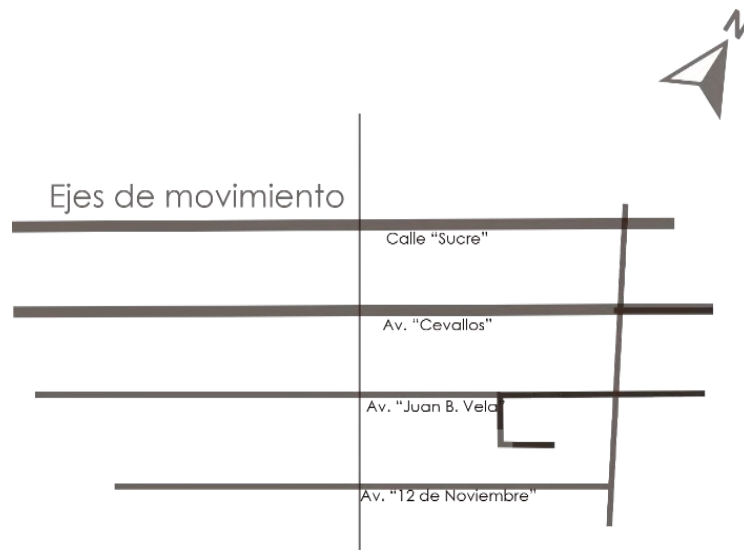 N
Ejes de movimiento
Calle “Sucre”
Av. “Cevallos”
Av. “Juan B. Vela”
Av. “12 de Noviembre”